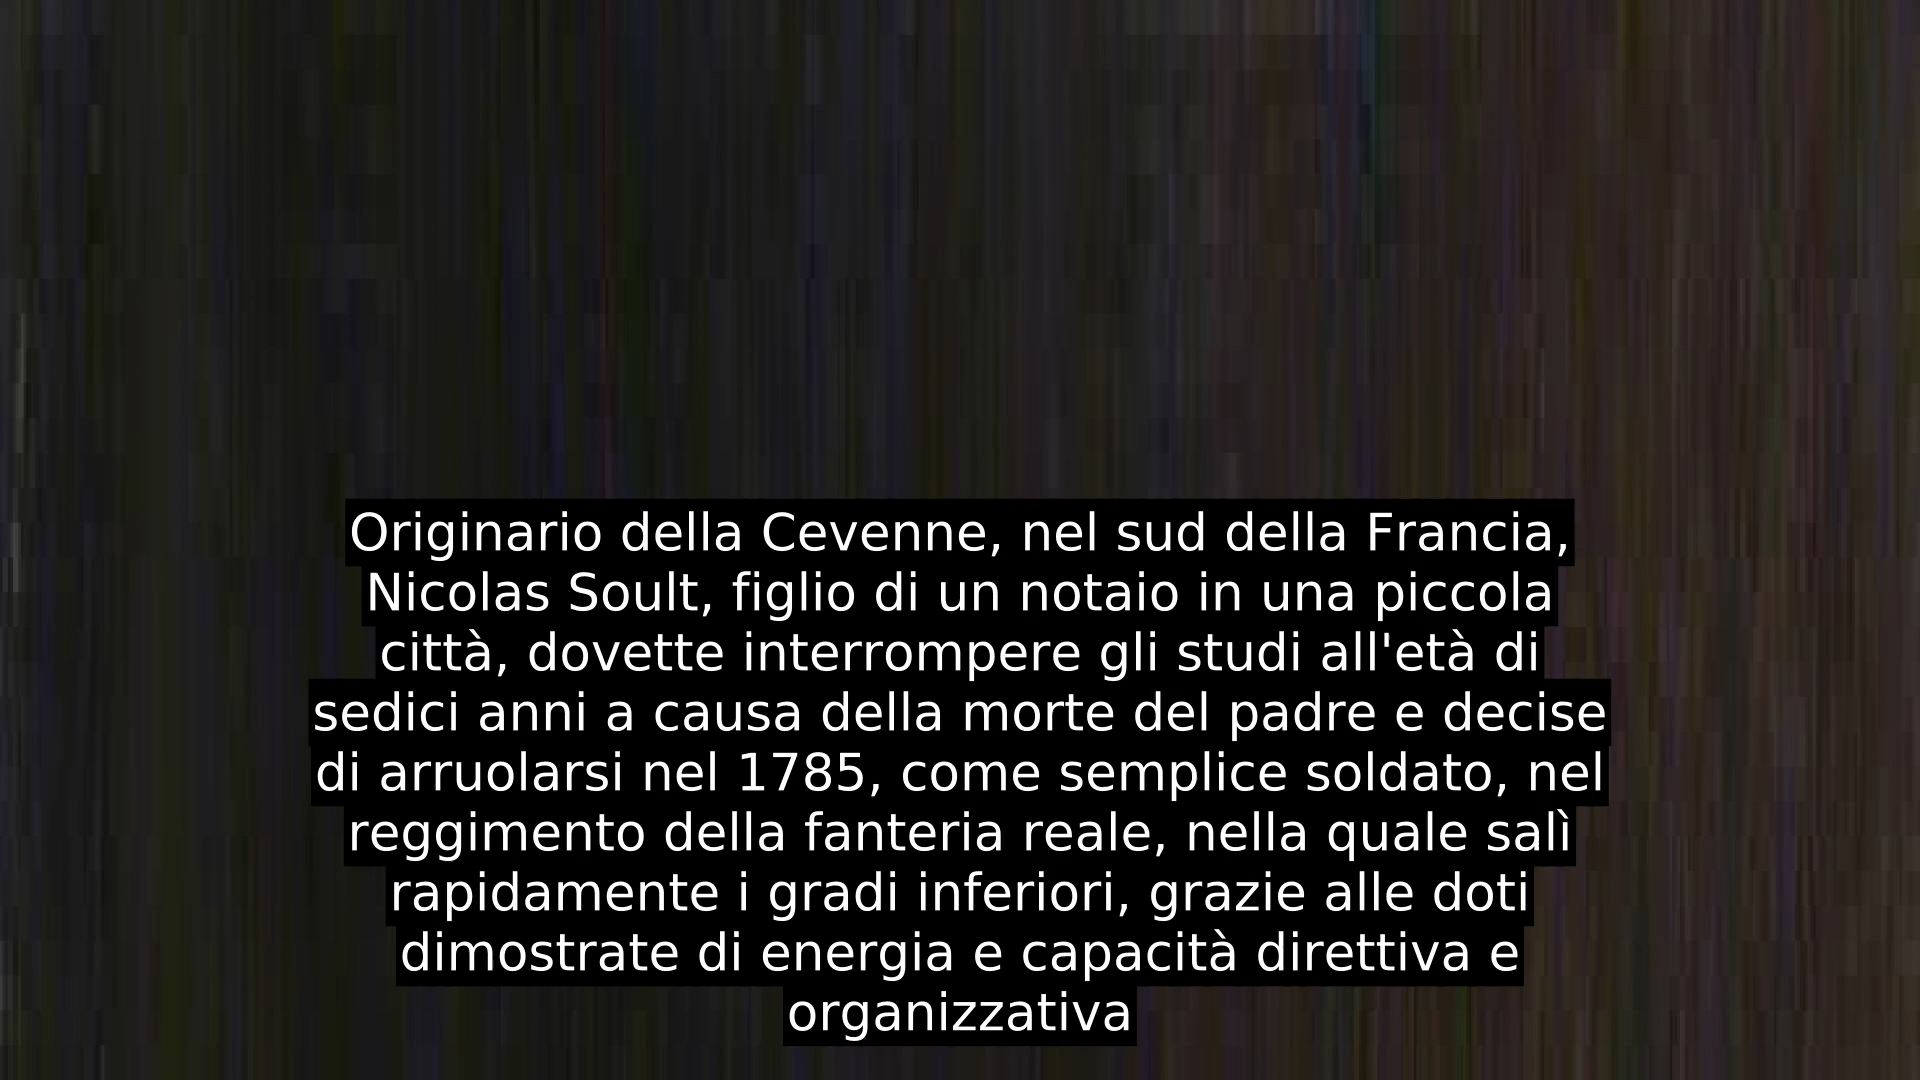 Originario della Cevenne, nel sud della Francia,
Nicolas Soult, figlio di un notaio in una piccola
città, dovette interrompere gli studi all'età di
sedici anni a causa della morte del padre e decise
di arruolarsi nel 1785, come semplice soldato, nel
reggimento della fanteria reale, nella quale salì
rapidamente i gradi inferiori, grazie alle doti
dimostrate di energia e capacità direttiva e
organizzativa